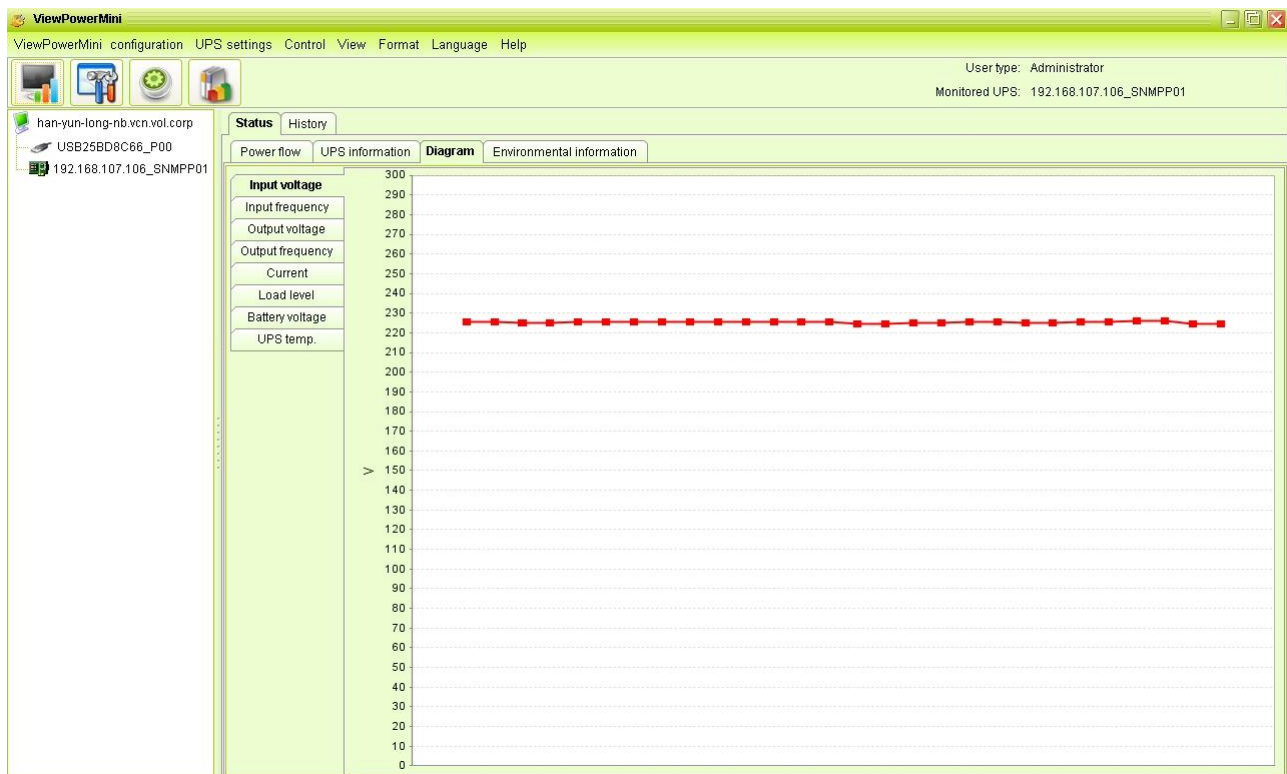 ViewPowerMini
ViewPowerMini configuration UPS settings Control View Format Language Help
User type: Administrator
Monitored UPS: 192.168.107.106_SNMPP01
han-yun-long-nb.vcn.vol.corp
USB25BD8C66_P00
192.168.107.106_SNMPP01
Status History
Power flow UPS information Diagram Environmental information
Input voltage
Input frequency
Output voltage
Output frequency
Current
Load level
Battery voltage
UPS temp.
300
290
280
270
260
250
240
230
220
210
200
190
180
170
160
V 150
140
130
120
110
100
90
80
70
60
50
40
30
20
10
0